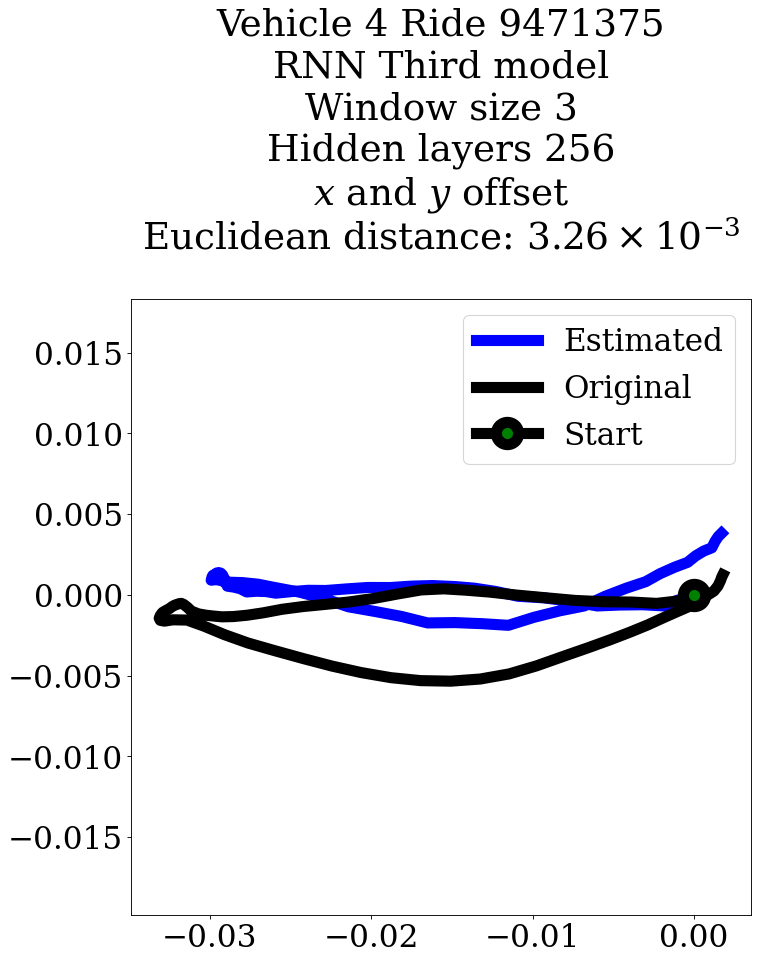 Vehicle 4 Ride 9471375
RNN Third model
Window size 3
Hidden layers 256
x and y offset
Euclidean distance: 3.26 × 10⁻³
Estimated
Original
Start
0.015
0.010
0.005
0.000
−0.005
−0.010
−0.015
−0.03 −0.02 −0.01 0.00